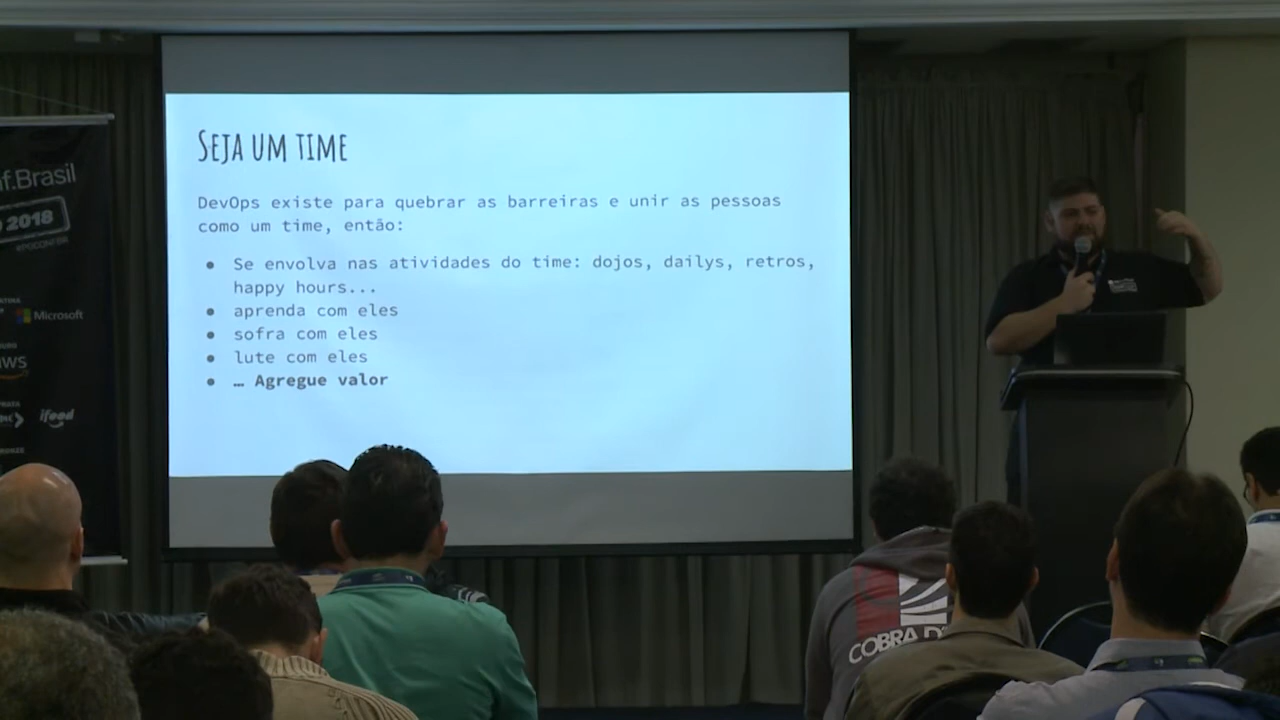 SEJA UM TIME
DevOps existe para quebrar as barreiras e unir as pessoas
como um time, então:
● Se envolva nas atividades do time: dojos, dailys, retros,
happy hours...
● aprenda com eles
● sofra com eles
● lute com eles
● … Agregue valor
f.Brasil
2018
Microsoft
aws
ifood
COBRA D